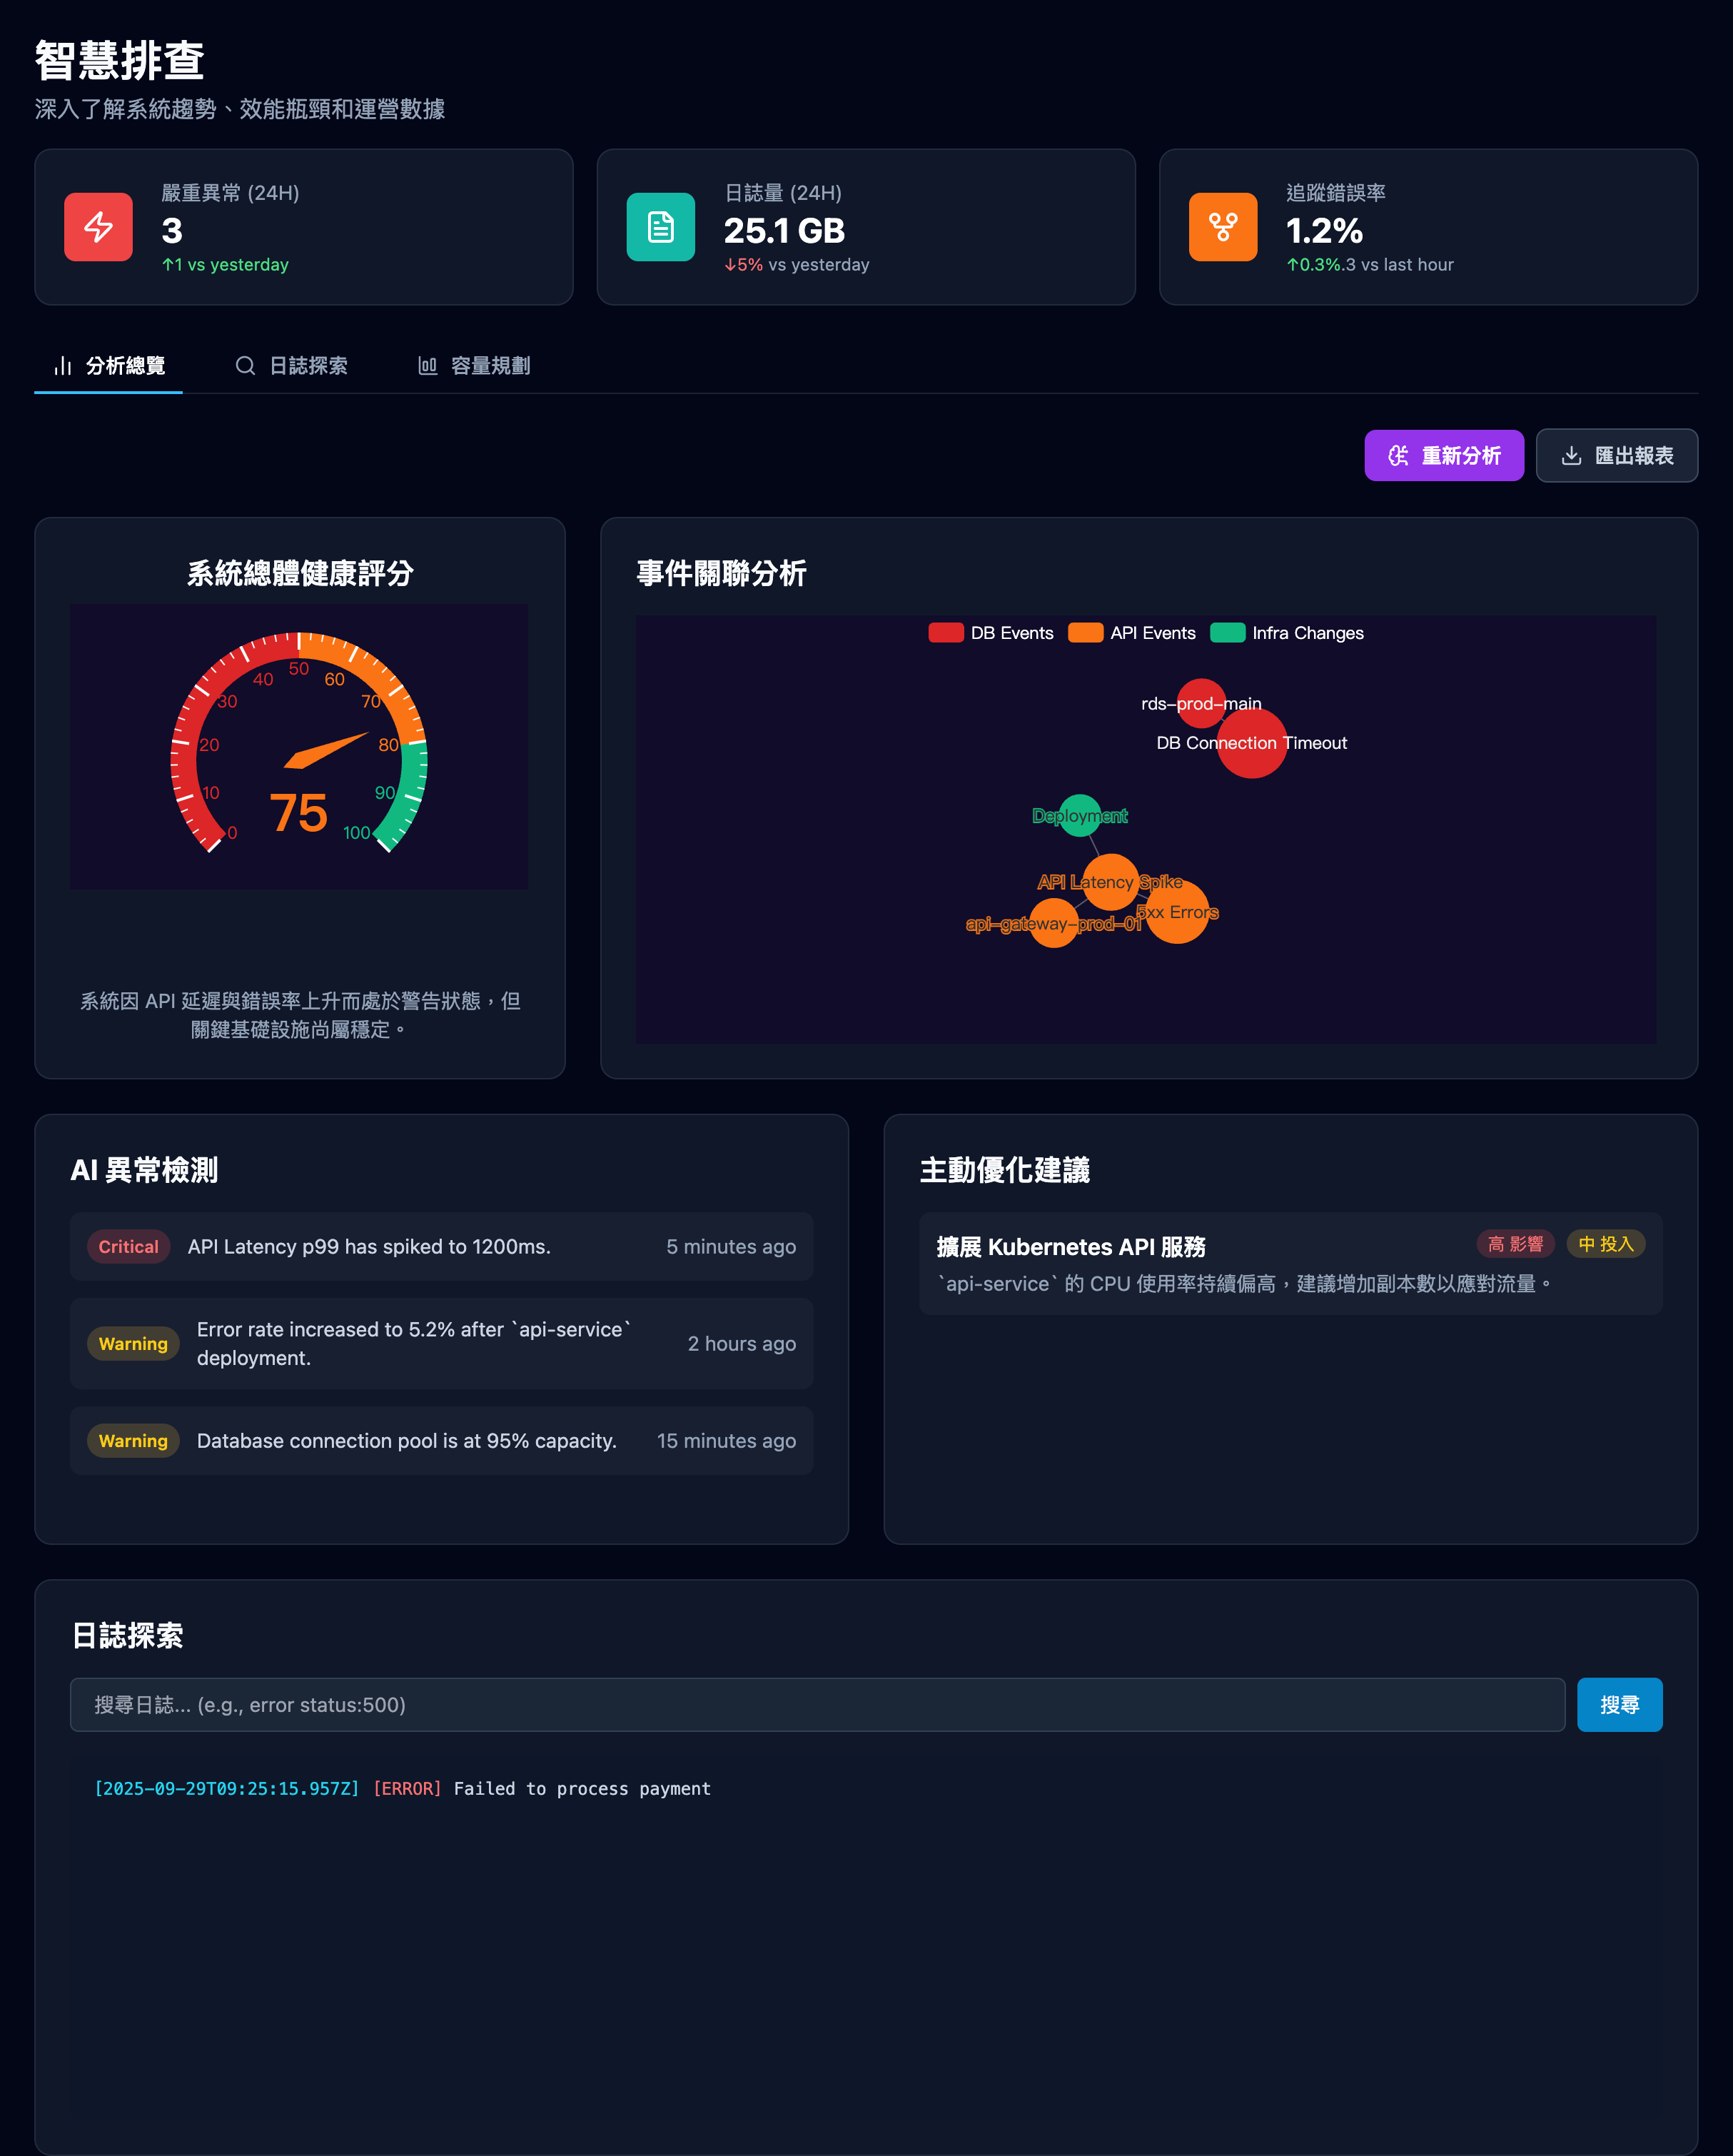 智慧排查
深入了解系統趨勢、效能瓶頸和運營數據
嚴重異常 (24H)
3
↑1 vs yesterday
日誌量 (24H)
25.1 GB
↓5% vs yesterday
追蹤錯誤率
1.2%
↑0.3%.3 vs last hour
分析總覽
日誌探索
容量規劃
重新分析
匯出報表
系統總體健康評分
0
10
20
30
40
50
60
70
80
90
100
75
系統因 API 延遲與錯誤率上升而處於警告狀態，但
關鍵基礎設施尚屬穩定。
事件關聯分析
DB Events
API Events
Infra Changes
rds-prod-main
DB Connection Timeout
Deployment
API Latency Spike
5xx Errors
api-gateway-prod-01
AI 異常檢測
Critical
API Latency p99 has spiked to 1200ms.
5 minutes ago
Warning
Error rate increased to 5.2% after `api-service`
deployment.
2 hours ago
Warning
Database connection pool is at 95% capacity.
15 minutes ago
主動優化建議
擴展 Kubernetes API 服務
高 影響
中 投入
`api-service` 的 CPU 使用率持續偏高，建議增加副本數以應對流量。
日誌探索
搜尋日誌... (e.g., error status:500)
搜尋
[2025-09-29T09:25:15.957Z] [ERROR] Failed to process payment